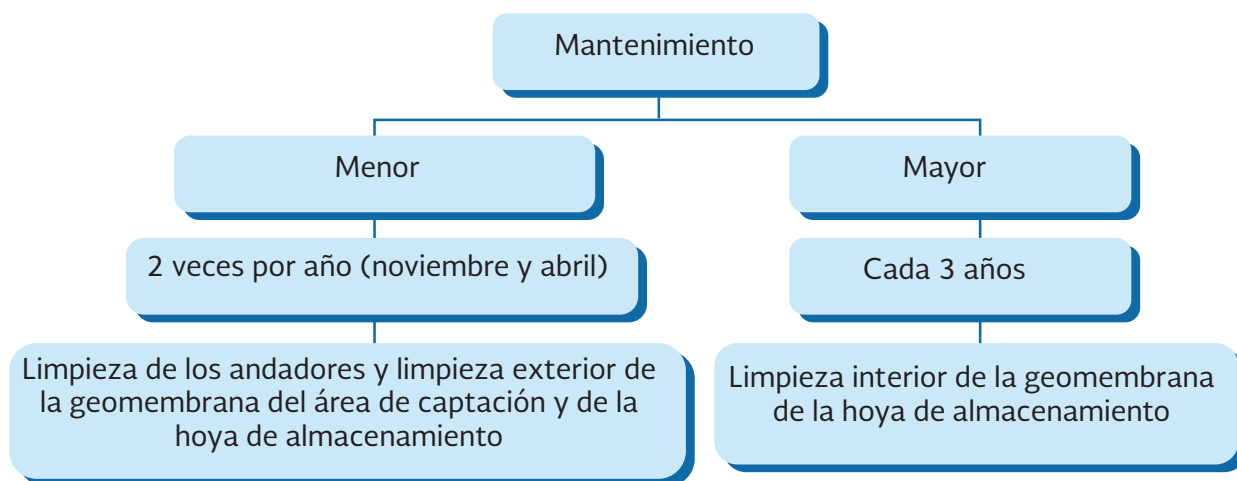 Mantenimiento
Menor
Mayor
2 veces por año (noviembre y abril)
Cada 3 años
Limpieza de los andadores y limpieza exterior de
la geomembrana del área de captación y de la
hoya de almacenamiento
Limpieza interior de la geomembrana
de la hoya de almacenamiento